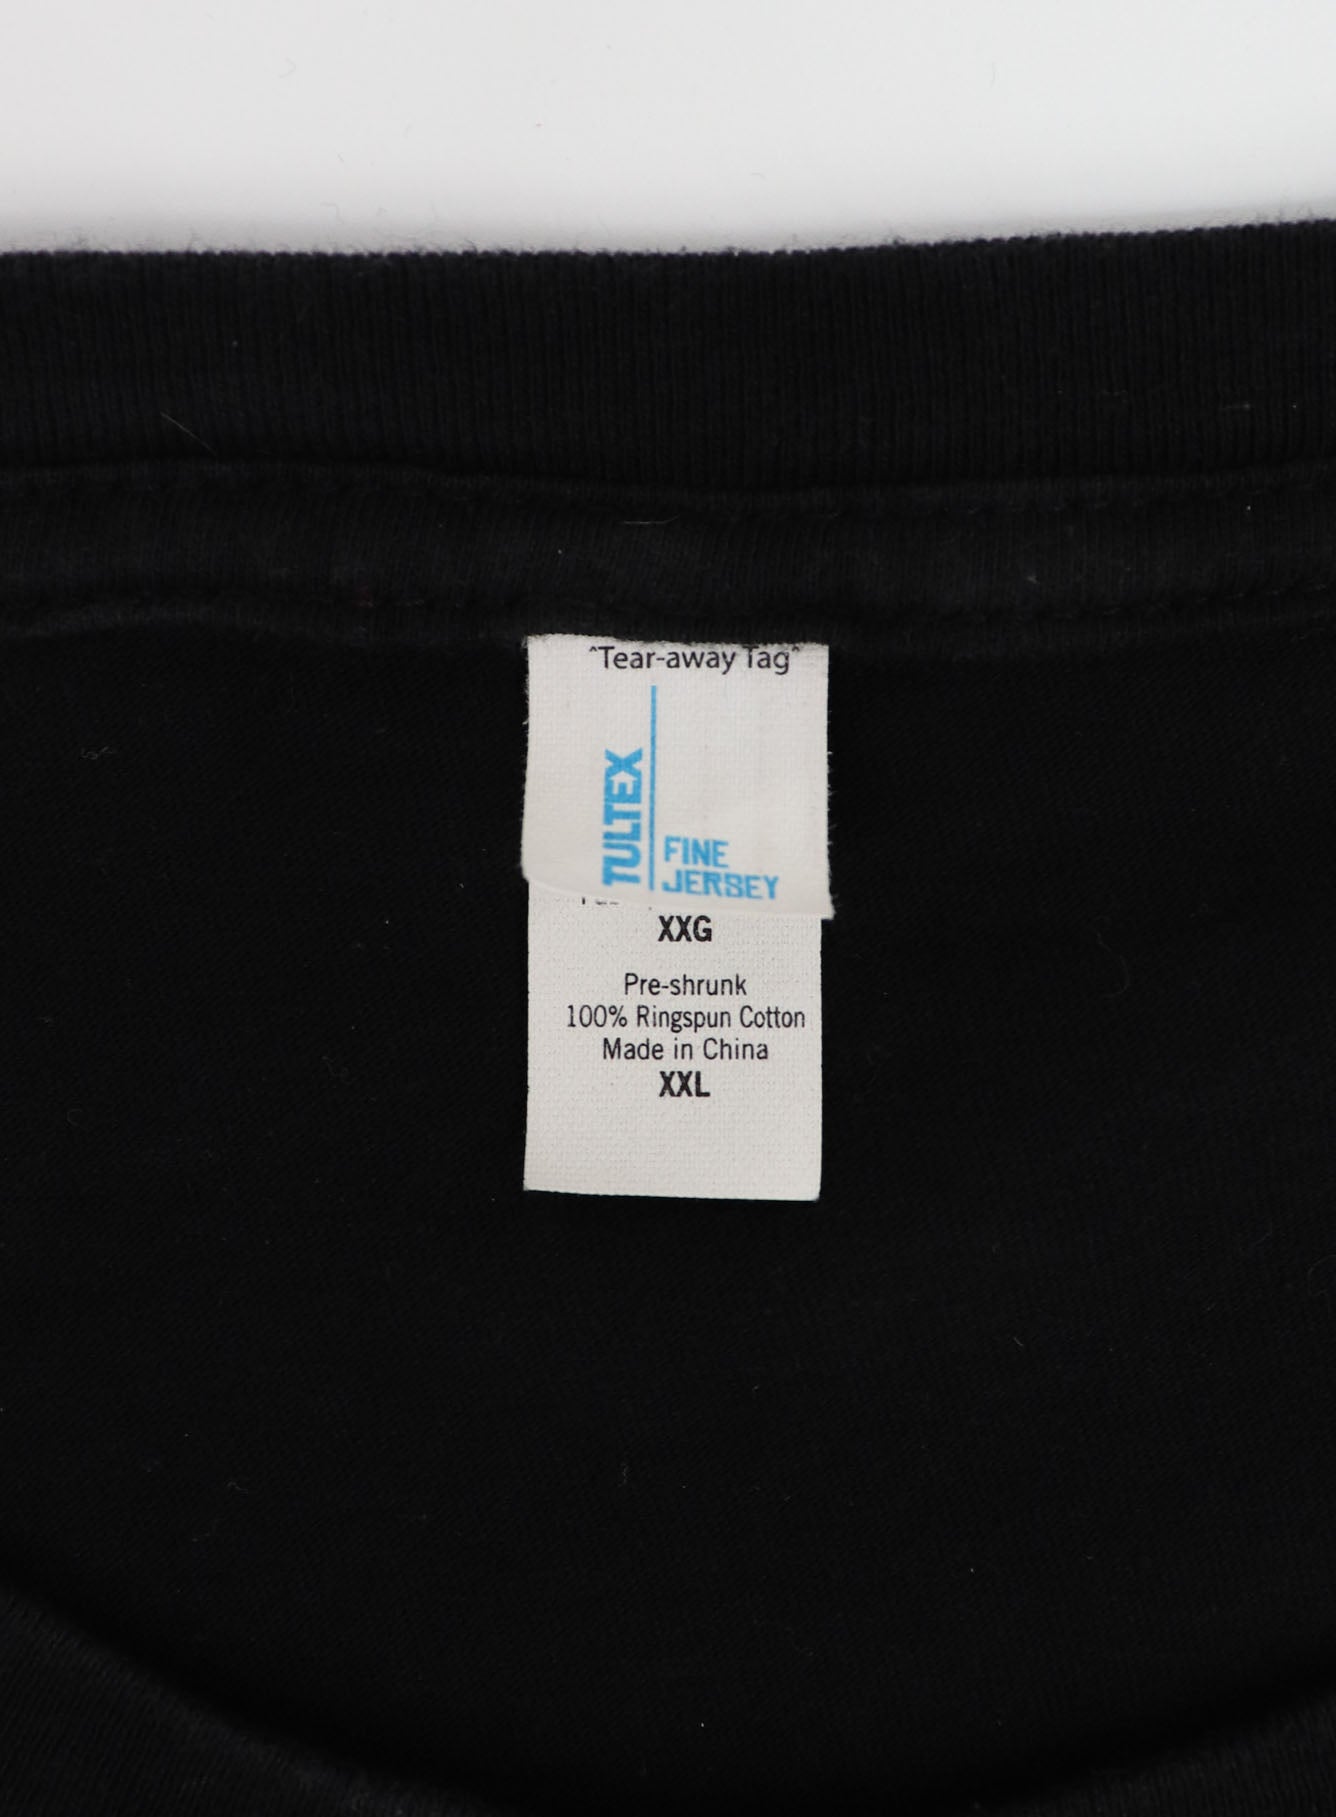 "Tear-away Tag"
TULTEX
FINE
JERSEY
XXG
Pre-shrunk
100% Ringspun Cotton
Made in China
XXL